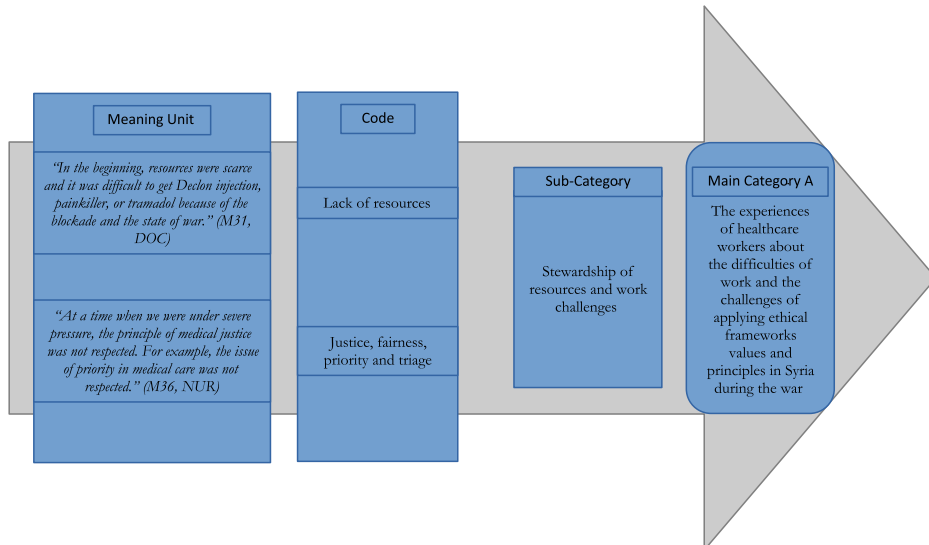 Meaning Unit
“In the beginning, resources were scarce
and it was difficult to get Declon injection,
painkiller, or tramadol because of the
blockade and the state of war.” (M31,
DOC)
“At a time when we were under severe
pressure, the principle of medical justice
was not respected. For example, the issue
of priority in medical care was not
respected.” (M36, NUR)
Code
Lack of resources
Justice, fairness,
priority and triage
Sub-Category
Stewardship of
resources and work
challenges
Main Category A
The experiences
of healthcare
workers about
the difficulties of
work and the
challenges of
applying ethical
frameworks
values and
principles in Syria
during the war